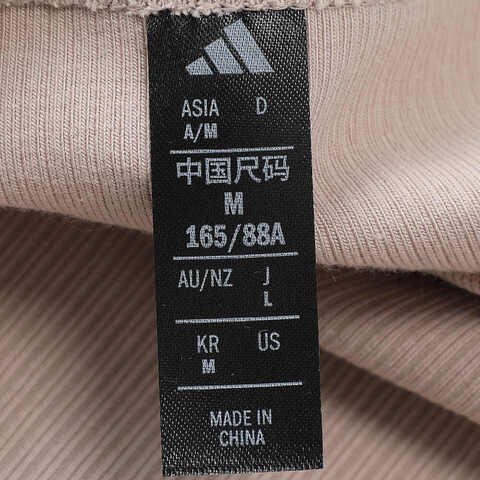 ASIA D
A/M
中国尺码
M
165/88A
AU/NZ J
L
KR US
M
MADE IN
CHINA